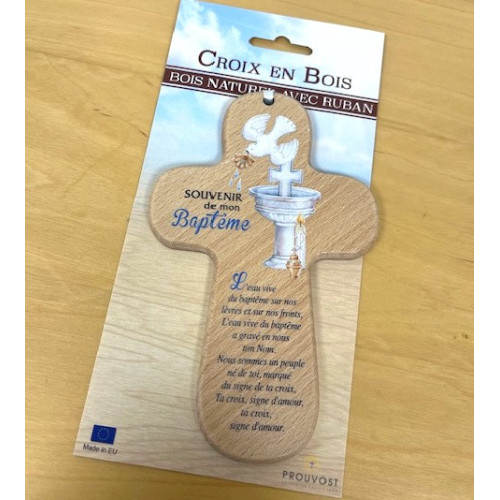 CROIX EN BOIS
BOIS NATUREL AVEC RUBAN
SOUVENIR
de mon
Baptême
L'eau vive
du baptême sur nos
lèvres et sur nos fronts,
L'eau vive du baptême
a gravé en nous
ton Nom.
Nous sommes un peuple
né de toi, marqué
du signe de ta croix,
Ta croix, signe d'amour,
ta croix,
signe d'amour.
Made in EU
PROUVOST